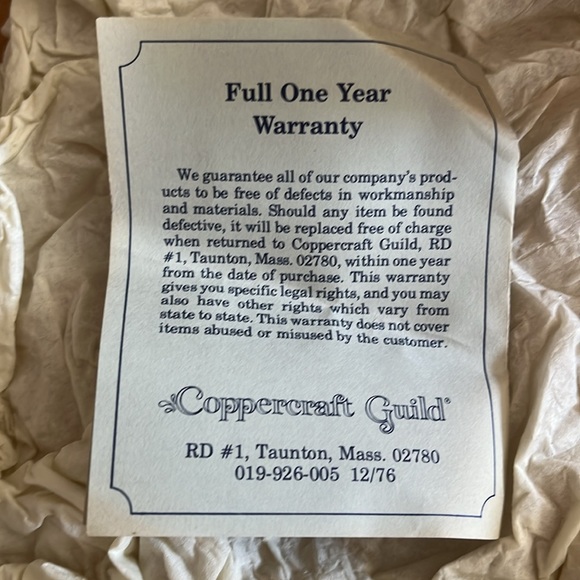 Full One Year
Warranty
We guarantee all of our company's prod-
ucts to be free of defects in workmanship
and materials. Should any item be found
defective, it will be replaced free of charge
when returned to Coppercraft Guild, RD
#1, Taunton, Mass. 02780, within one year
from the date of purchase. This warranty
gives you specific legal rights, and you may
also have other rights which vary from
state to state. This warranty does not cover
items abused or misused by the customer.
Coppercraft Guild®
RD #1, Taunton, Mass. 02780
019-926-005 12/76